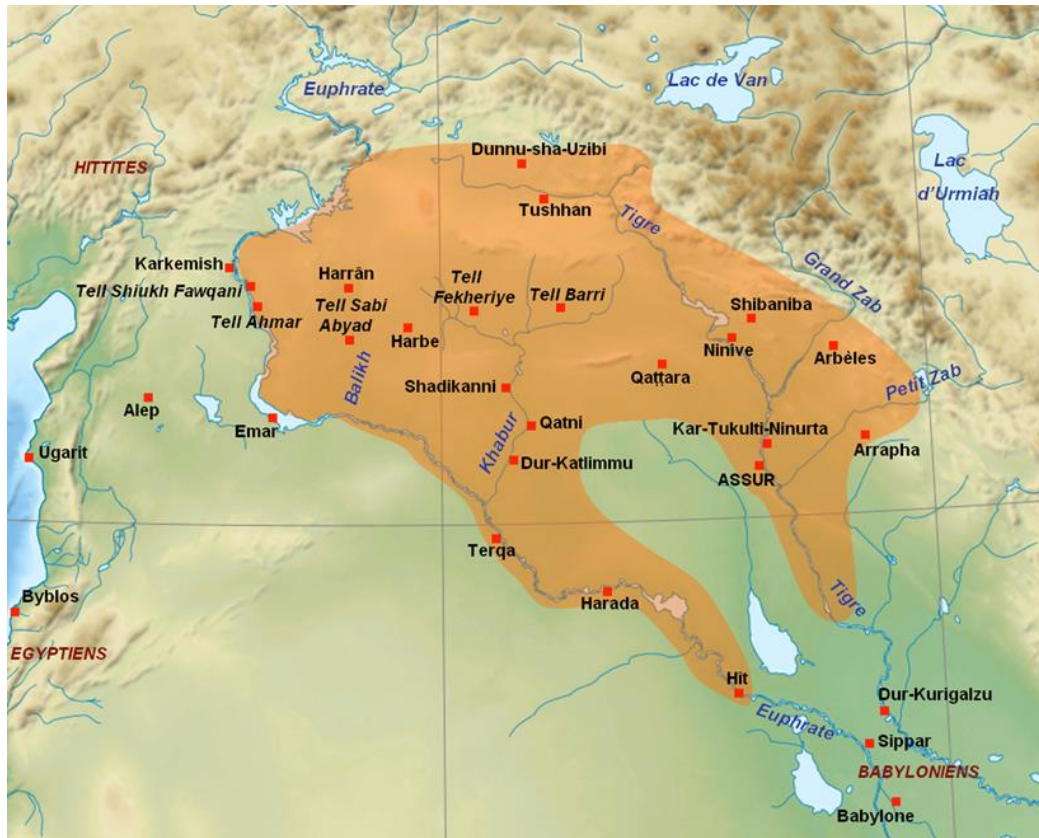 Lac de Van
Euphrate
Dunnu-sha-Uzibi
HITTITES
Lac
d'Urmiah
Tushhan
Tigre
Karkemish
Harrân
Tell
Fekheriye
Tell Barri
Grand Zab
Tell Shiukh Fawqani
Tell Sabi
Abyad
Shibaniba
Tell Ahmar
Harbe
Ninive
Arbèles
Balikh
Qaṭṭara
Shadikanni
Petit Zab
Alep
Emar
Qatni
Kar-Tukulti-Ninurta
Arrapha
Ugarit
Khabur
Dur-Katlimmu
ASSUR
Terqa
Byblos
Harada
Tigre
EGYPTIENS
Hit
Dur-Kurigalzu
Euphrate
Sippar
BABYLONIENS
Babylone